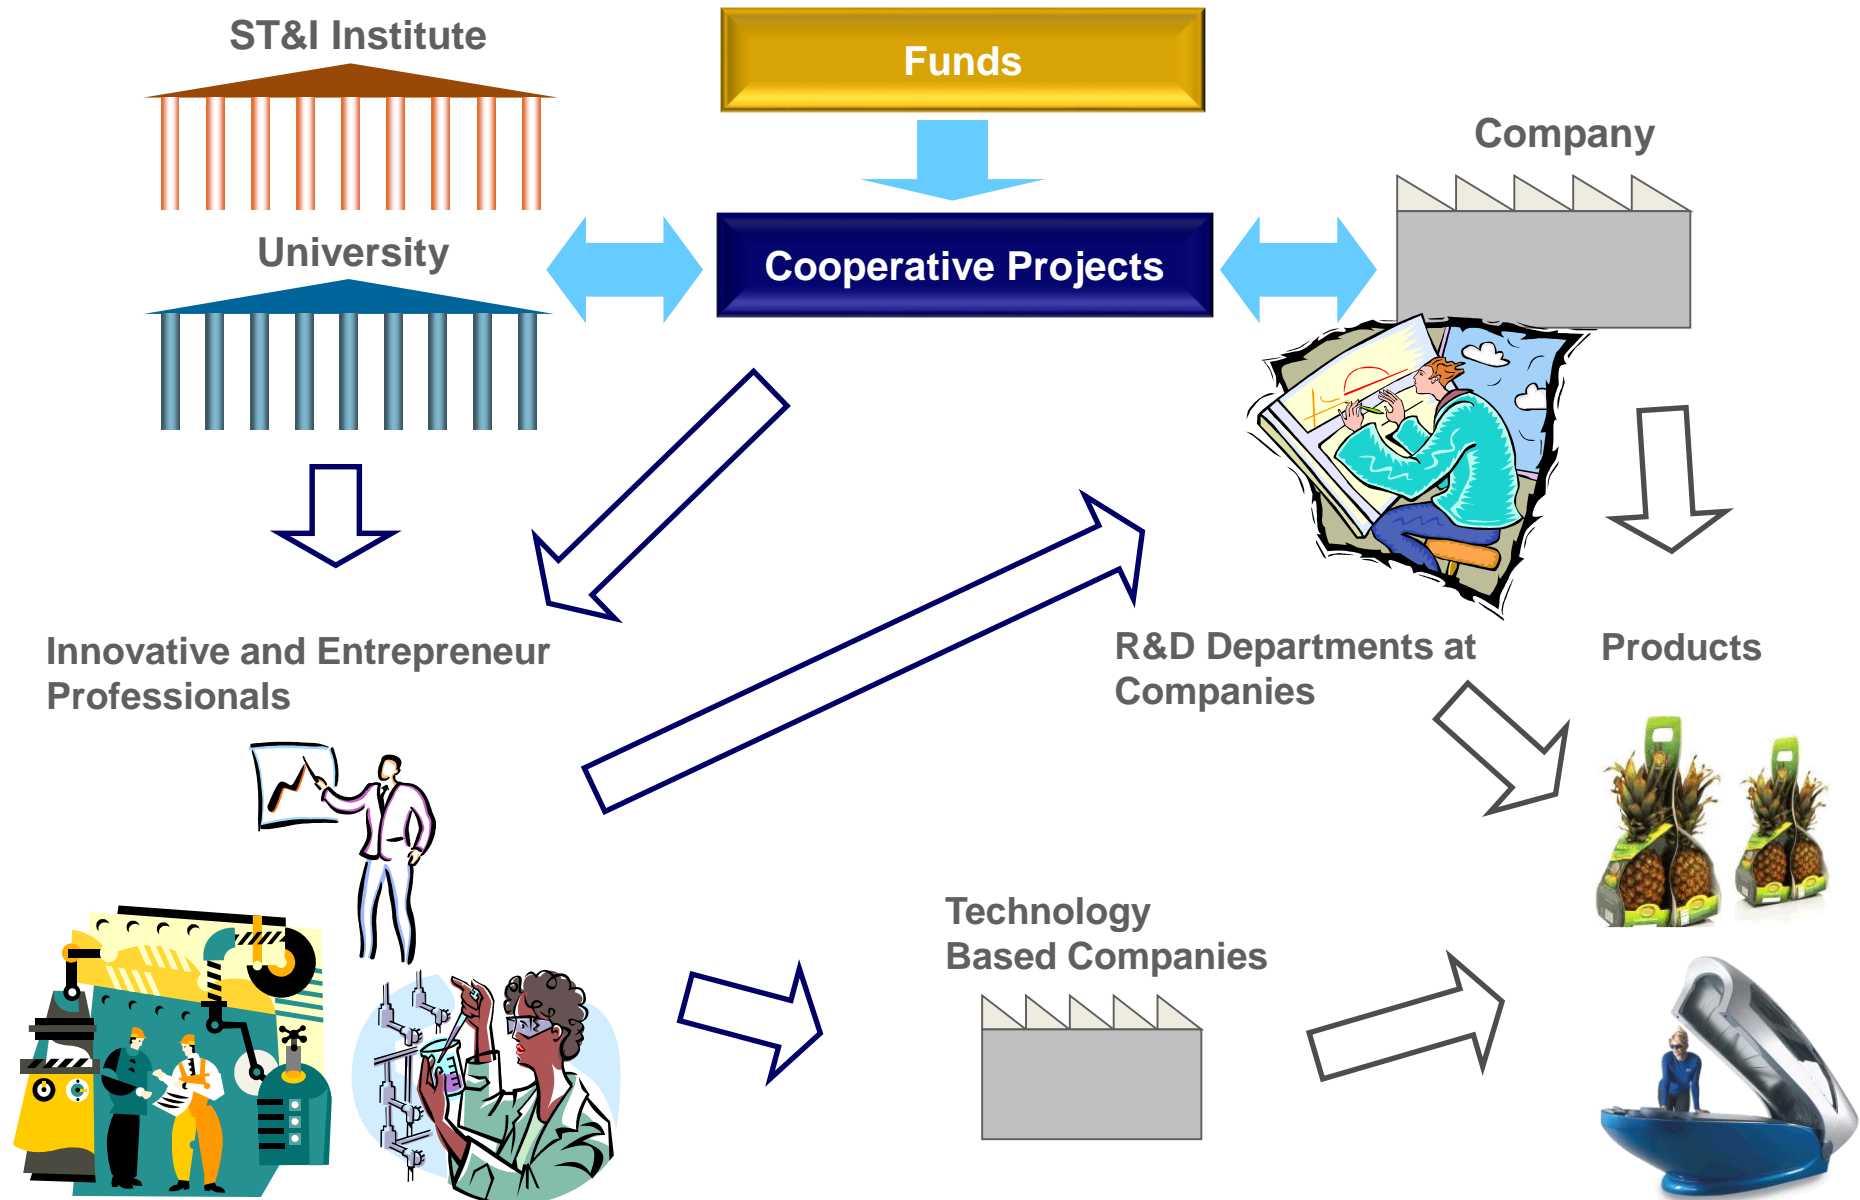 ST&I Institute
Funds
Company
University
Cooperative Projects
Innovative and Entrepreneur
Professionals
R&D Departments at
Companies
Products
Technology
Based Companies